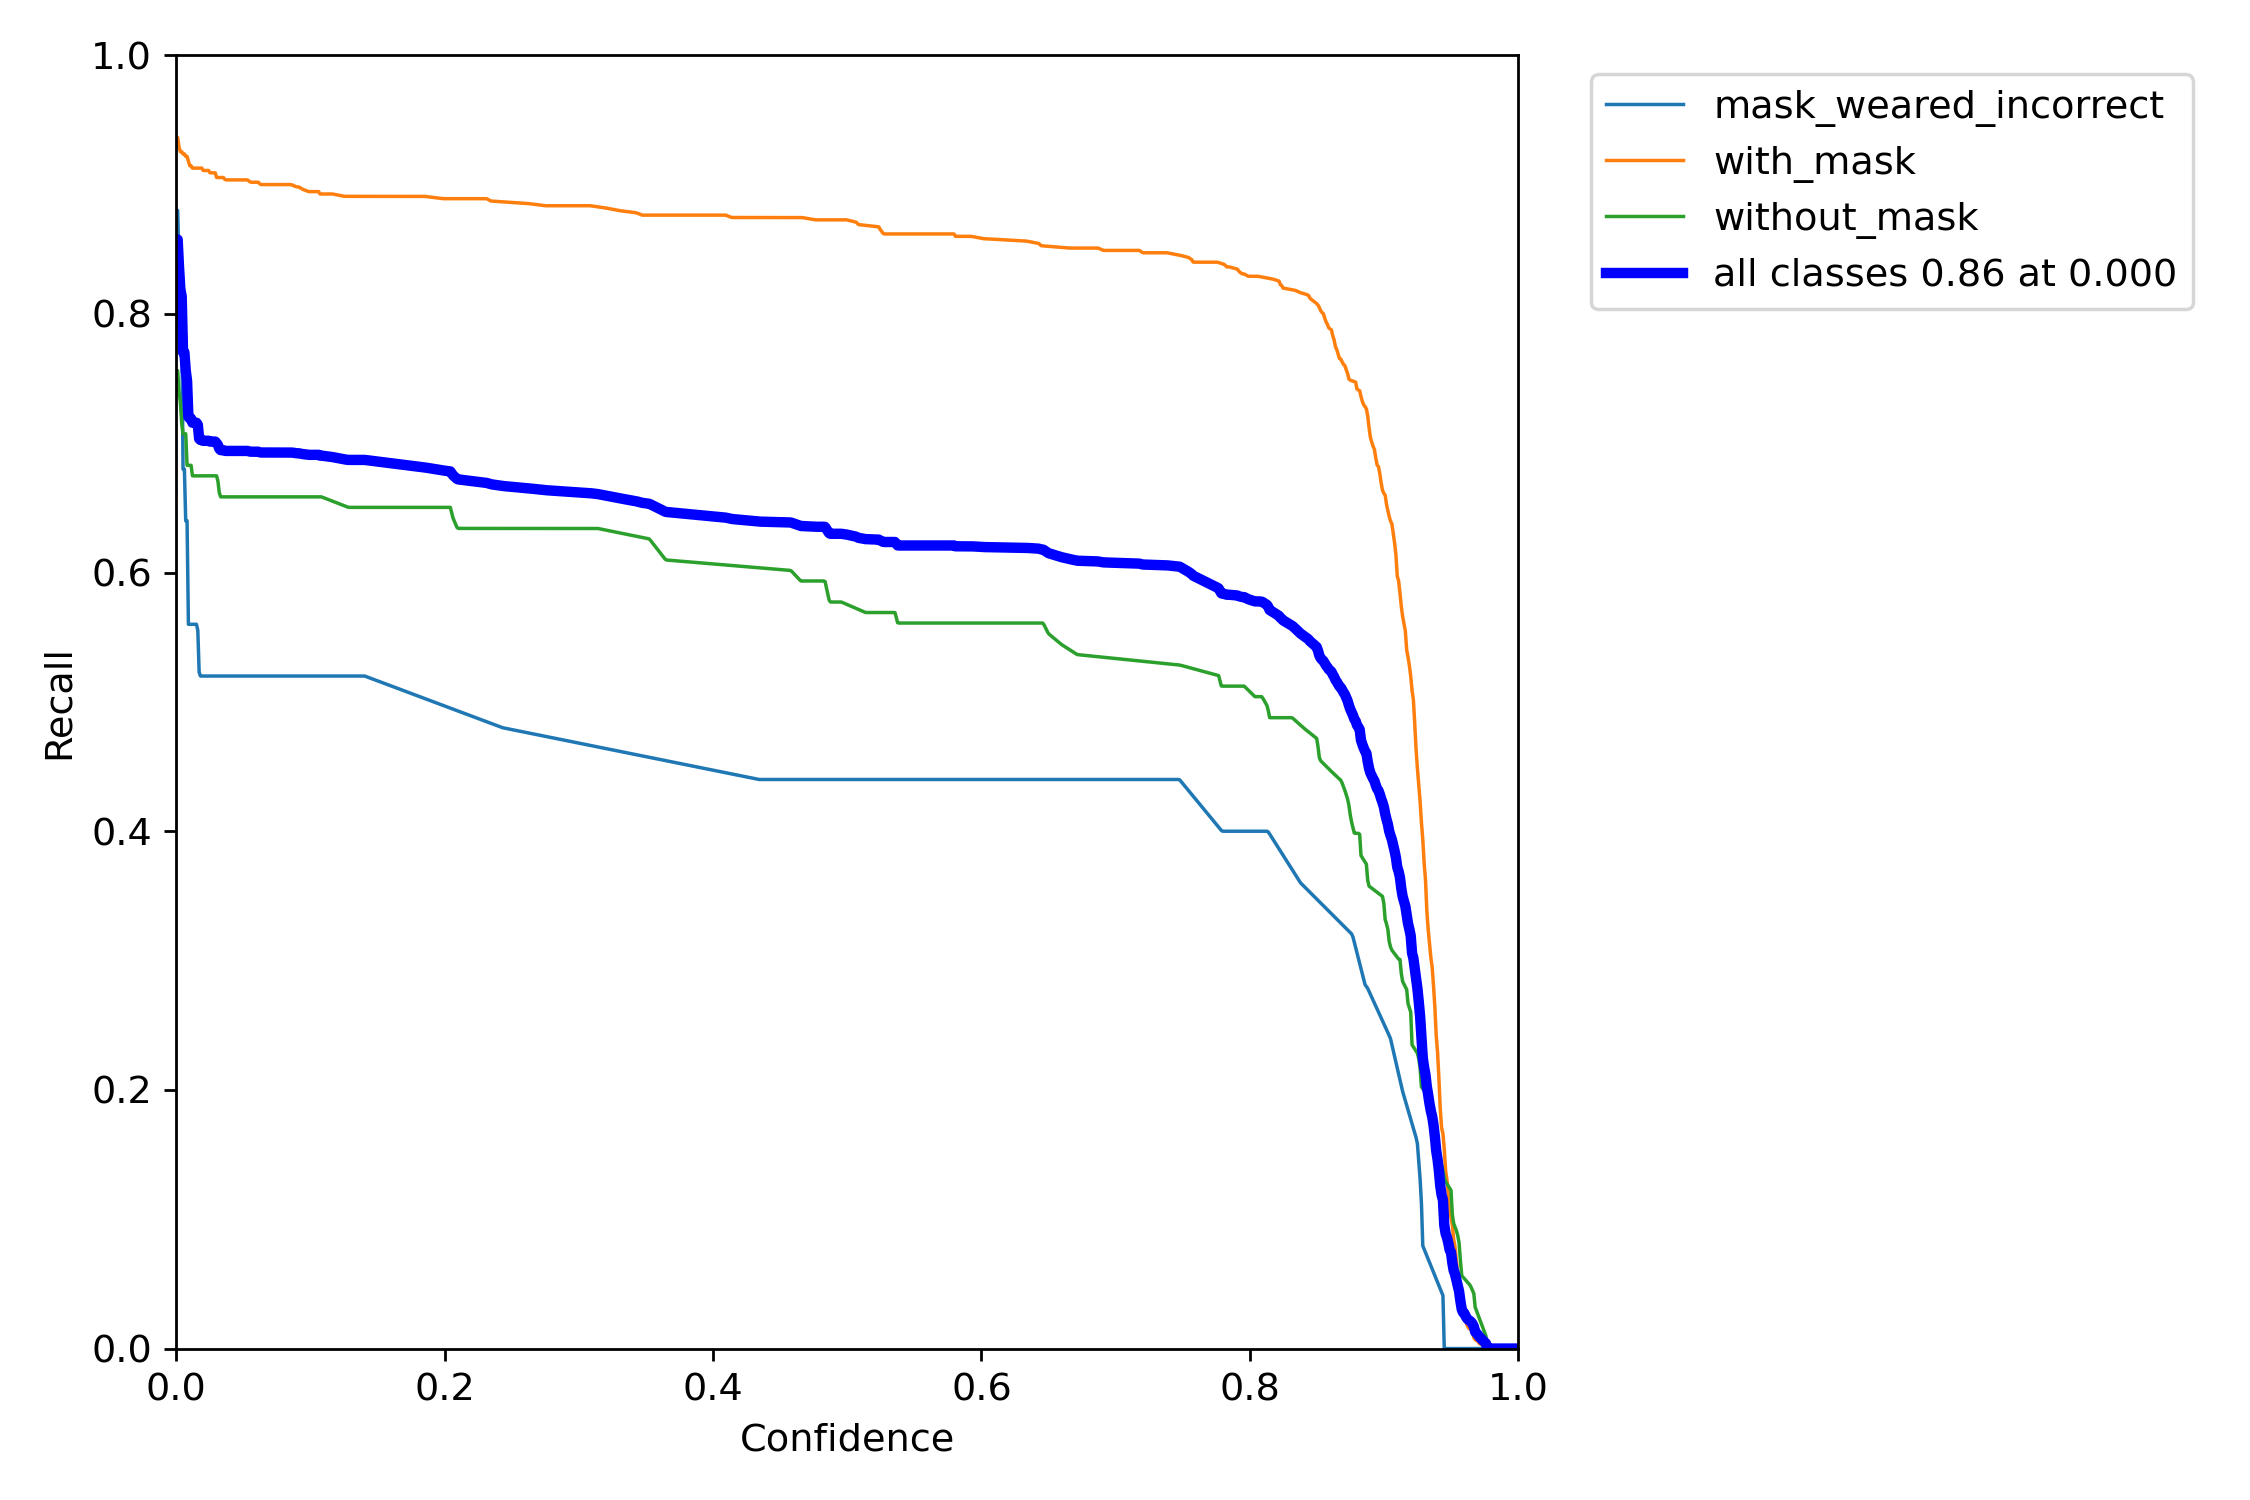 1.0
0.8
0.6
0.4
0.2
0.0
Recall
0.0 0.2 0.4 0.6 0.8 1.0
Confidence
mask_weared_incorrect
with_mask
without_mask
all classes 0.86 at 0.000